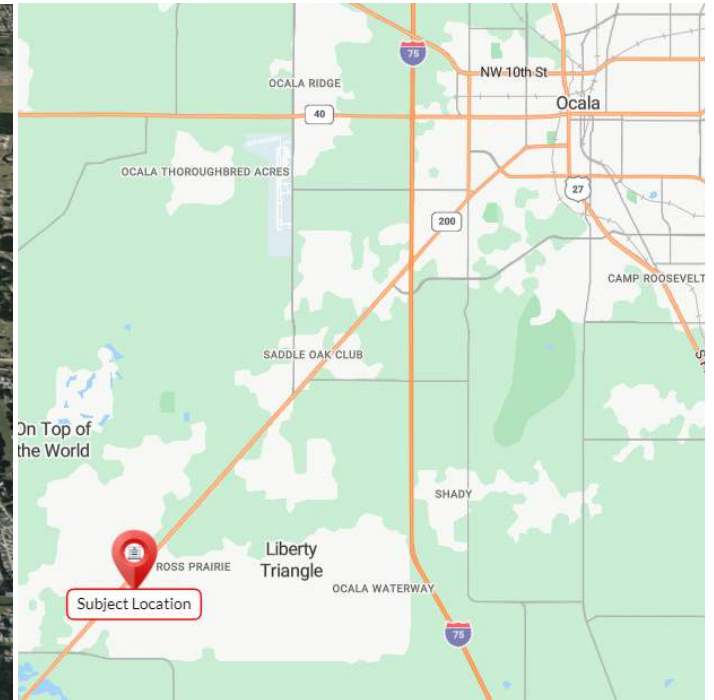 75
NW 10th St
OCALA RIDGE
Ocala
40
OCALA THOROUGHBRED ACRES
27
200
CAMP ROOSEVELT
SADDLE OAK CLUB
On Top of
the World
SHADY
Liberty
Triangle
ROSS PRAIRIE
OCALA WATERWAY
Subject Location
75